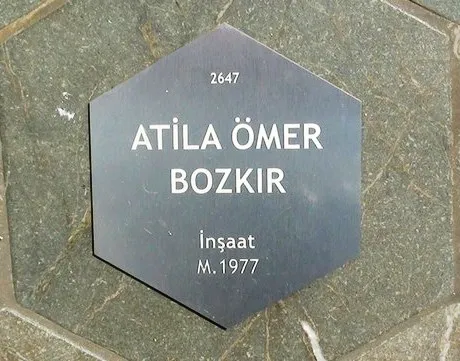 2647
ATİLA ÖMER
BOZKIR
İnşaat
M.1977